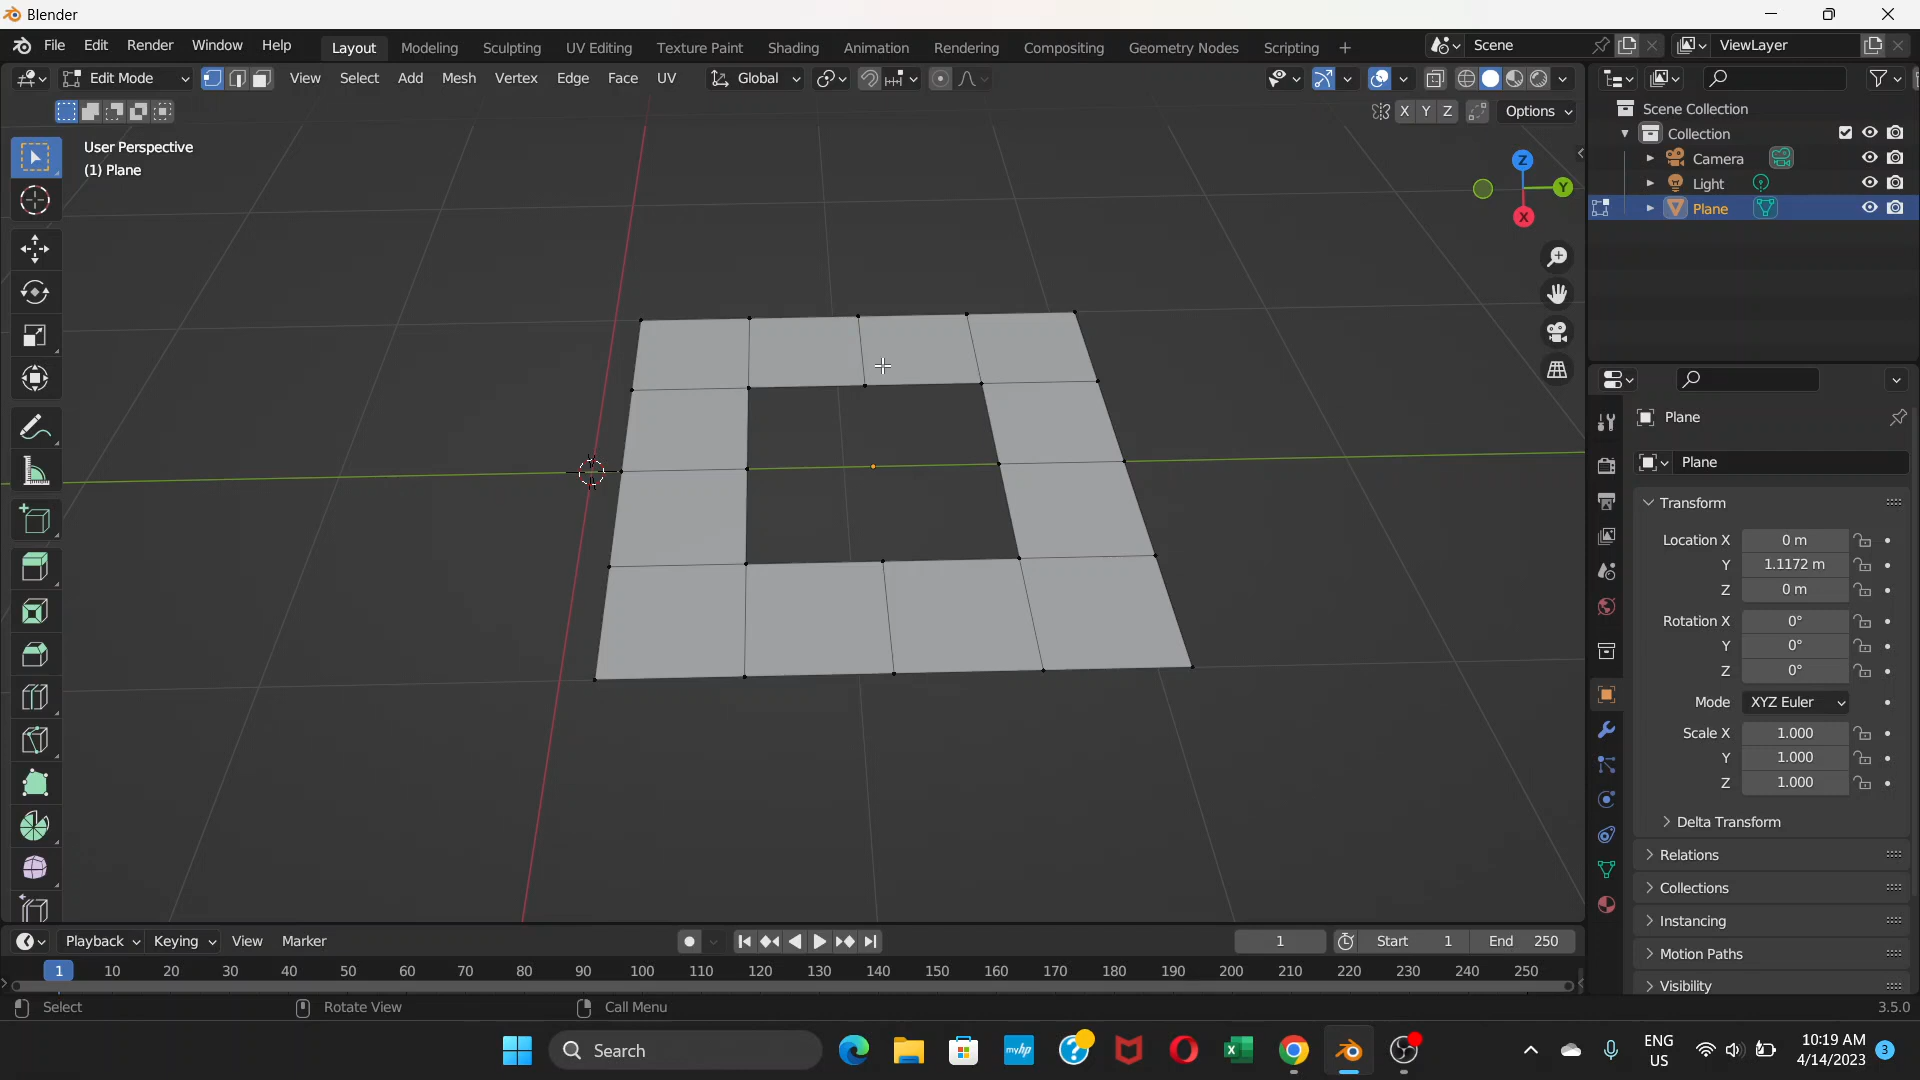 Blender
File Edit Render Window Help Layout Modeling Sculpting UV Editing Texture Paint Shading Animation Rendering Compositing Geometry Nodes Scripting + Scene ViewLayer
Edit Mode View Select Add Mesh Vertex Edge Face UV Global
X Y Z Options
User Perspective
(1) Plane
Z
Y
X
Scene Collection
Collection
Camera
Light
Plane
Plane
Plane
Transform
Location X 0 m
Y 1.1172 m
Z 0 m
Rotation X 0°
Y 0°
Z 0°
Mode XYZ Euler
Scale X 1.000
Y 1.000
Z 1.000
Delta Transform
Relations
Collections
Instancing
Motion Paths
Visibility
Playback Keying View Marker 1 Start 1 End 250
1 10 20 30 40 50 60 70 80 90 100 110 120 130 140 150 160 170 180 190 200 210 220 230 240 250
Select Rotate View Call Menu 3.5.0
Search myhp ENG US 10:19 AM 4/14/2023 3